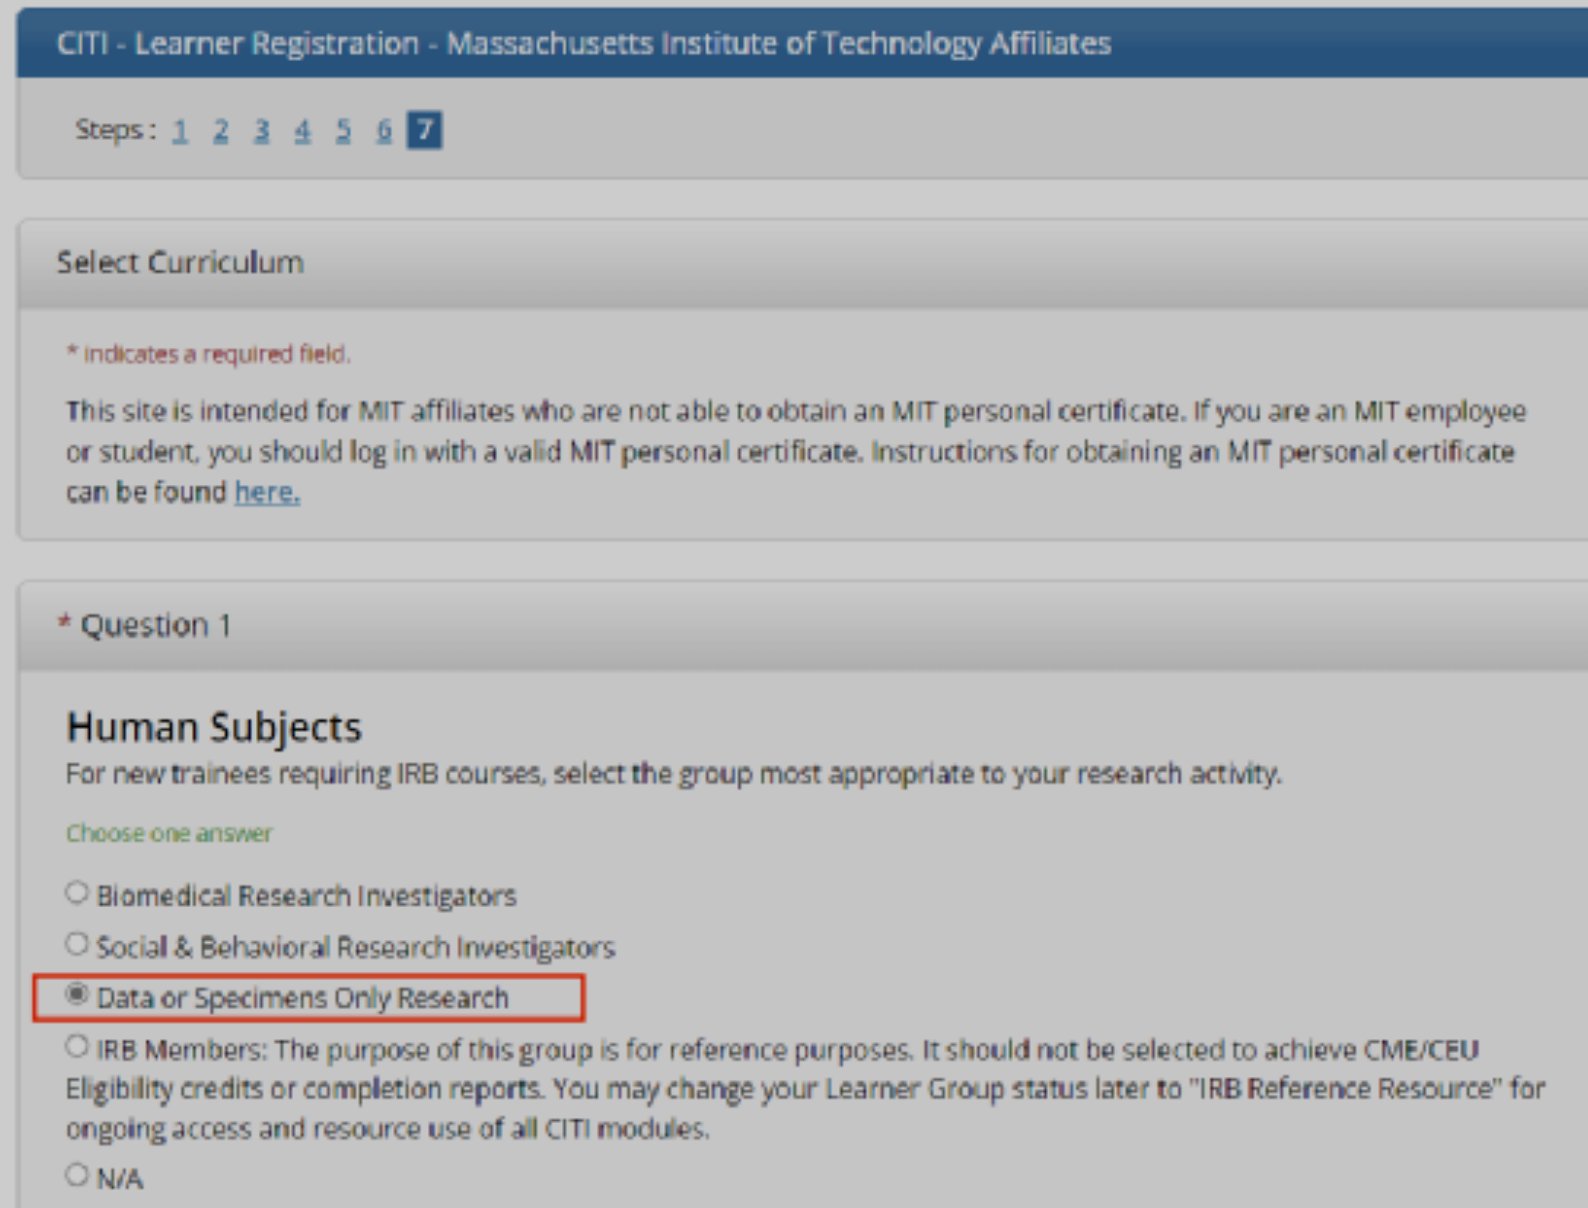 CITI - Learner Registration - Massachusetts Institute of Technology Affiliates
Steps: 1 2 3 4 5 6 7
Select Curriculum
* indicates a required field.
This site is intended for MIT affiliates who are not able to obtain an MIT personal certificate. If you are an MIT employee
or student, you should log in with a valid MIT personal certificate. Instructions for obtaining an MIT personal certificate
can be found here.
* Question 1
Human Subjects
For new trainees requiring IRB courses, select the group most appropriate to your research activity.
Choose one answer
Biomedical Research Investigators
Social & Behavioral Research Investigators
Data or Specimens Only Research
IRB Members: The purpose of this group is for reference purposes. It should not be selected to achieve CME/CEU
Eligibility credits or completion reports. You may change your Learner Group status later to "IRB Reference Resource" for
ongoing access and resource use of all CITI modules.
N/A